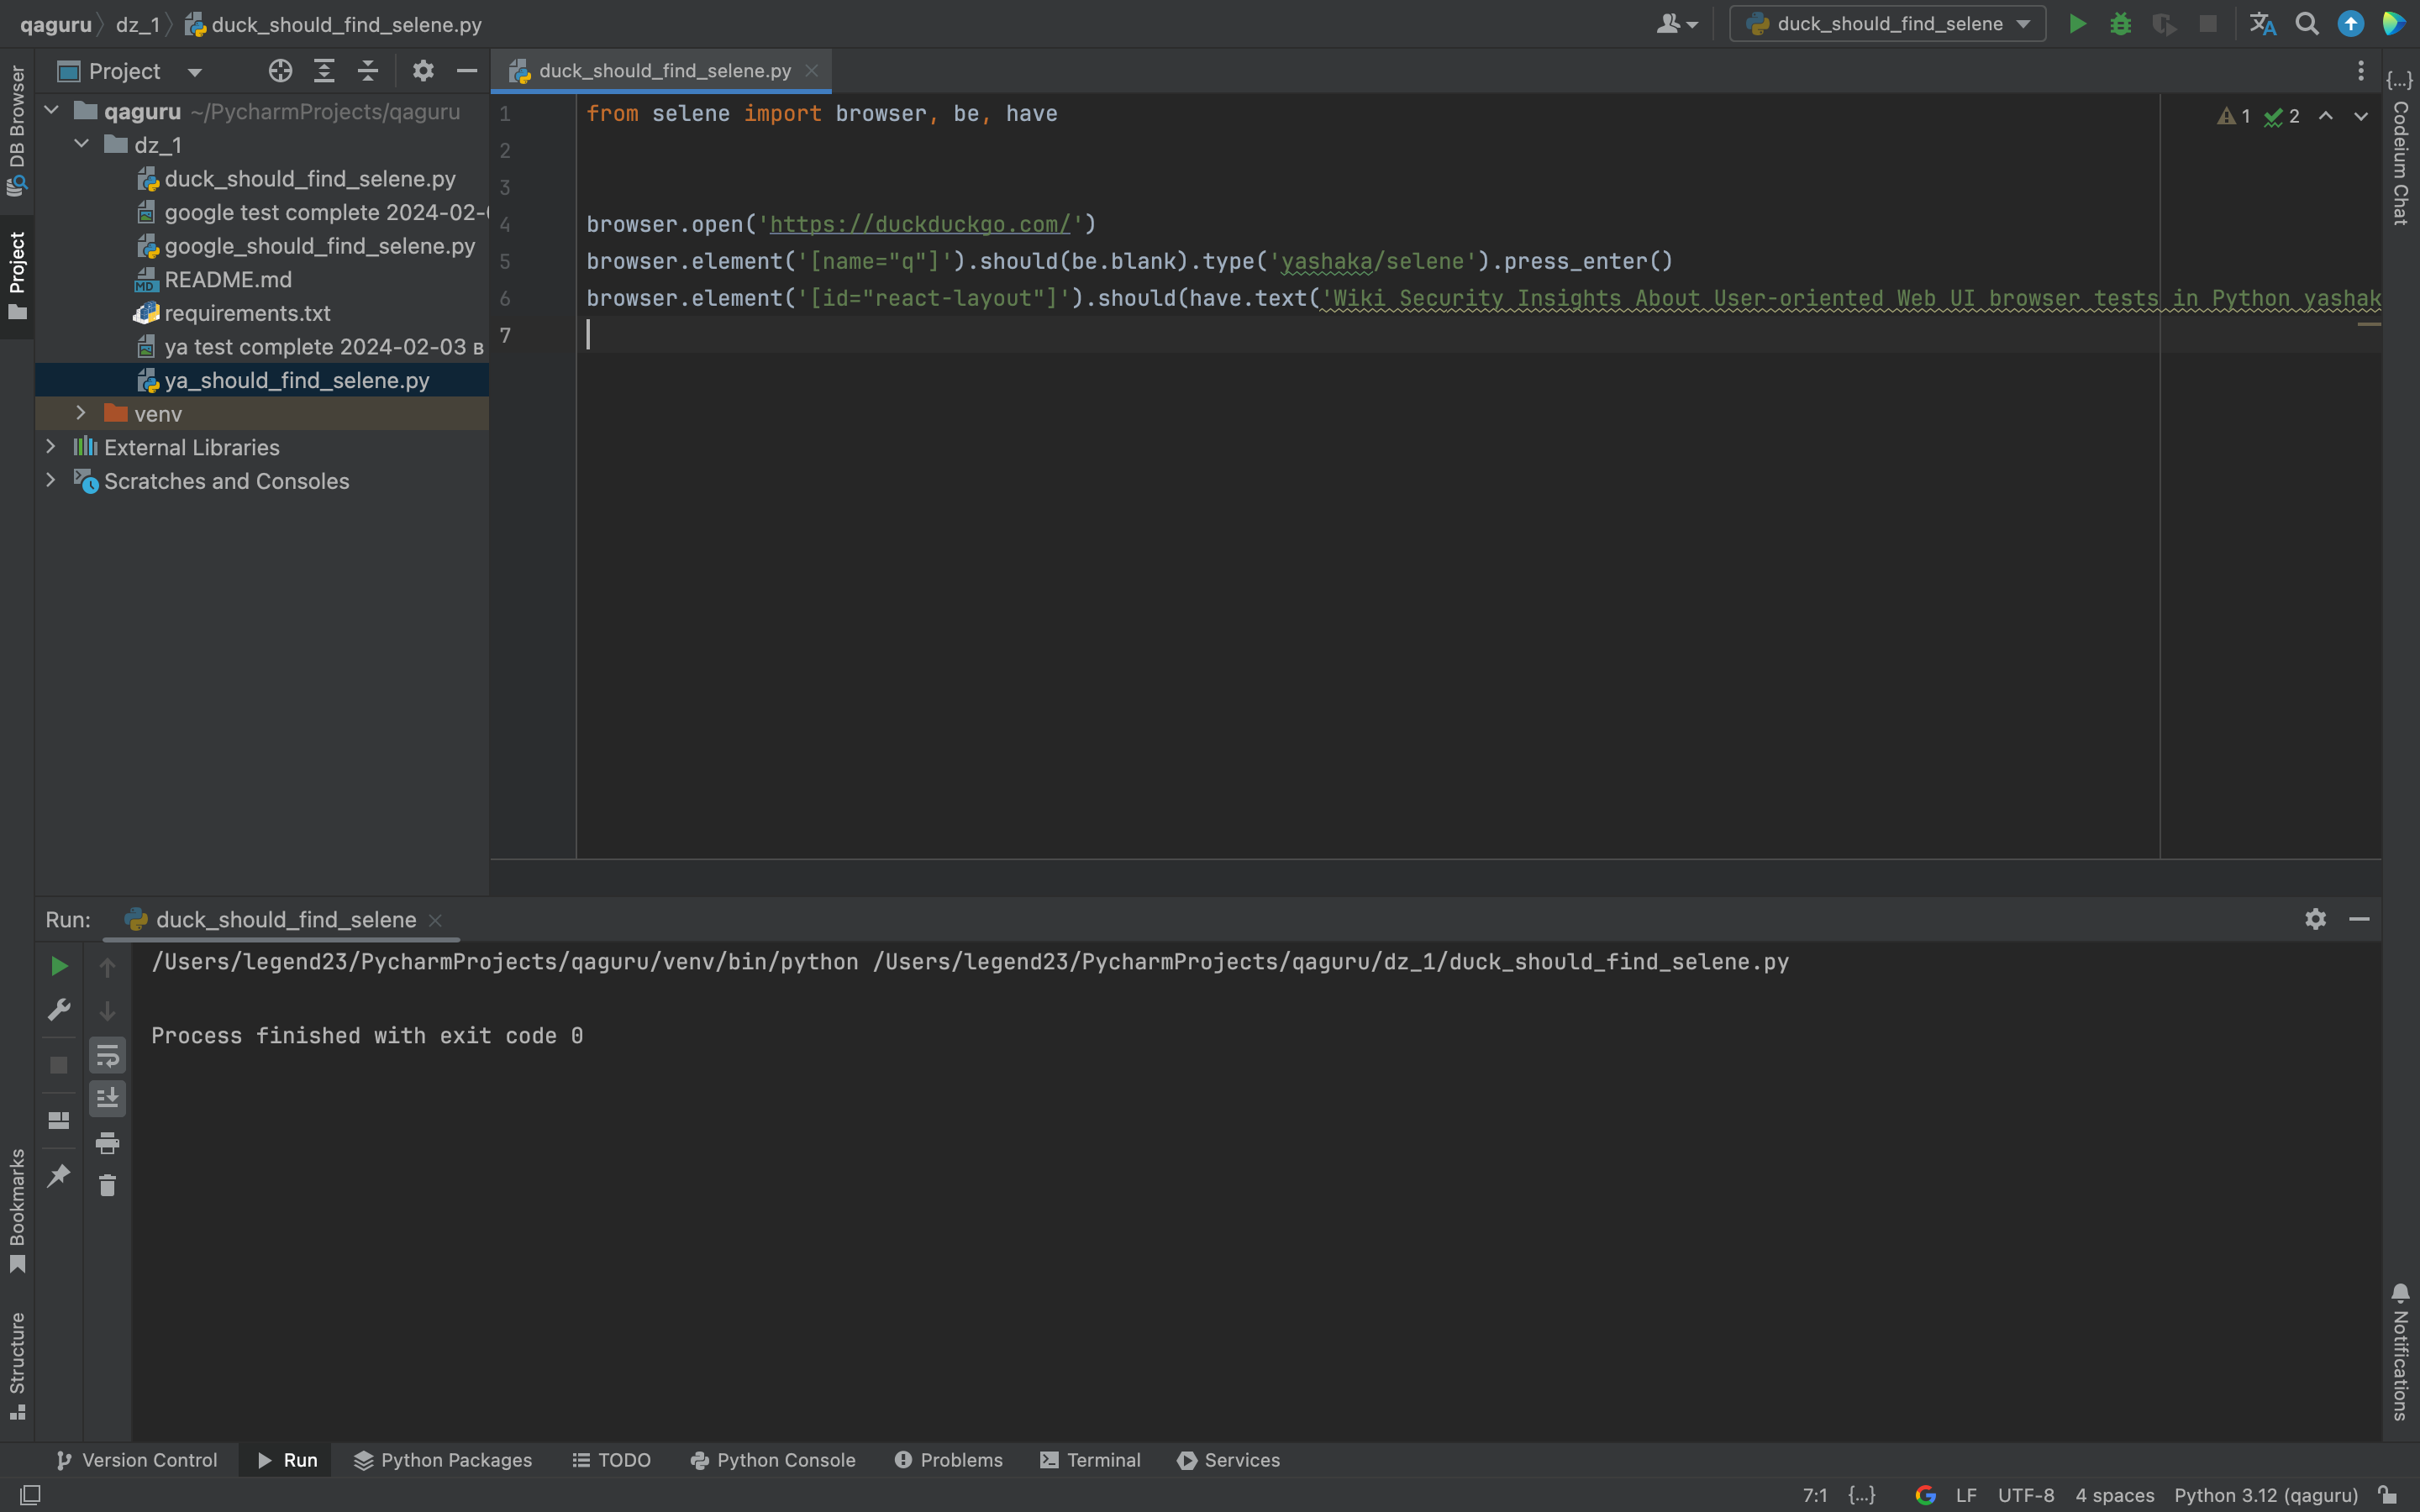 qaguru dz_1 duck_should_find_selene.py
duck_should_find_selene
DB Browser
Project
Project
qaguru ~/PycharmProjects/qaguru
dz_1
duck_should_find_selene.py
google test complete 2024-02-
google_should_find_selene.py
README.md
requirements.txt
ya test complete 2024-02-03 в
ya_should_find_selene.py
venv
External Libraries
Scratches and Consoles
duck_should_find_selene.py
1 from selene import browser, be, have
2
3
4 browser.open('https://duckduckgo.com/')
5 browser.element('[name="q"]').should(be.blank).type('yashaka/selene').press_enter()
6 browser.element('[id="react-layout"]').should(have.text('Wiki Security Insights About User-oriented Web UI browser tests in Python yashak
7
1 2
{...} Codeium Chat
Run: duck_should_find_selene
/Users/legend23/PycharmProjects/qaguru/venv/bin/python /Users/legend23/PycharmProjects/qaguru/dz_1/duck_should_find_selene.py
Process finished with exit code 0
Bookmarks
Structure
Notifications
Version Control Run Python Packages TODO Python Console Problems Terminal Services
7:1 {...} LF UTF-8 4 spaces Python 3.12 (qaguru)